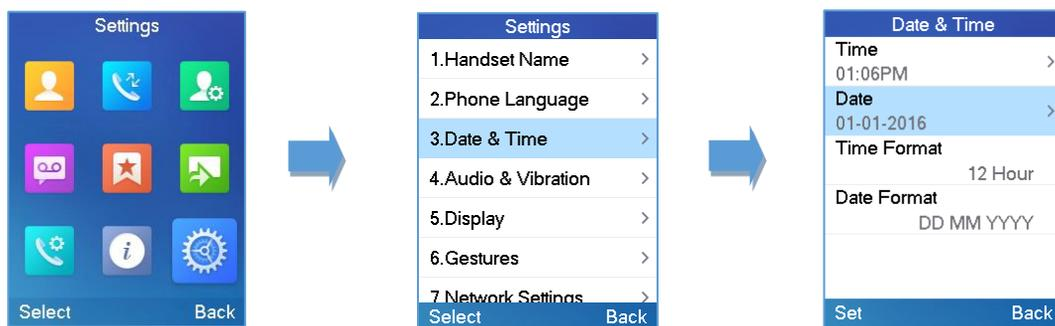 Settings
Select Back
Settings
1.Handset Name
2.Phone Language
3.Date & Time
4.Audio & Vibration
5.Display
6.Gestures
7.Network Settings
Select Back
Date & Time
Time
01:06PM
Date
01-01-2016
Time Format
12 Hour
Date Format
DD MM YYYY
Set Back